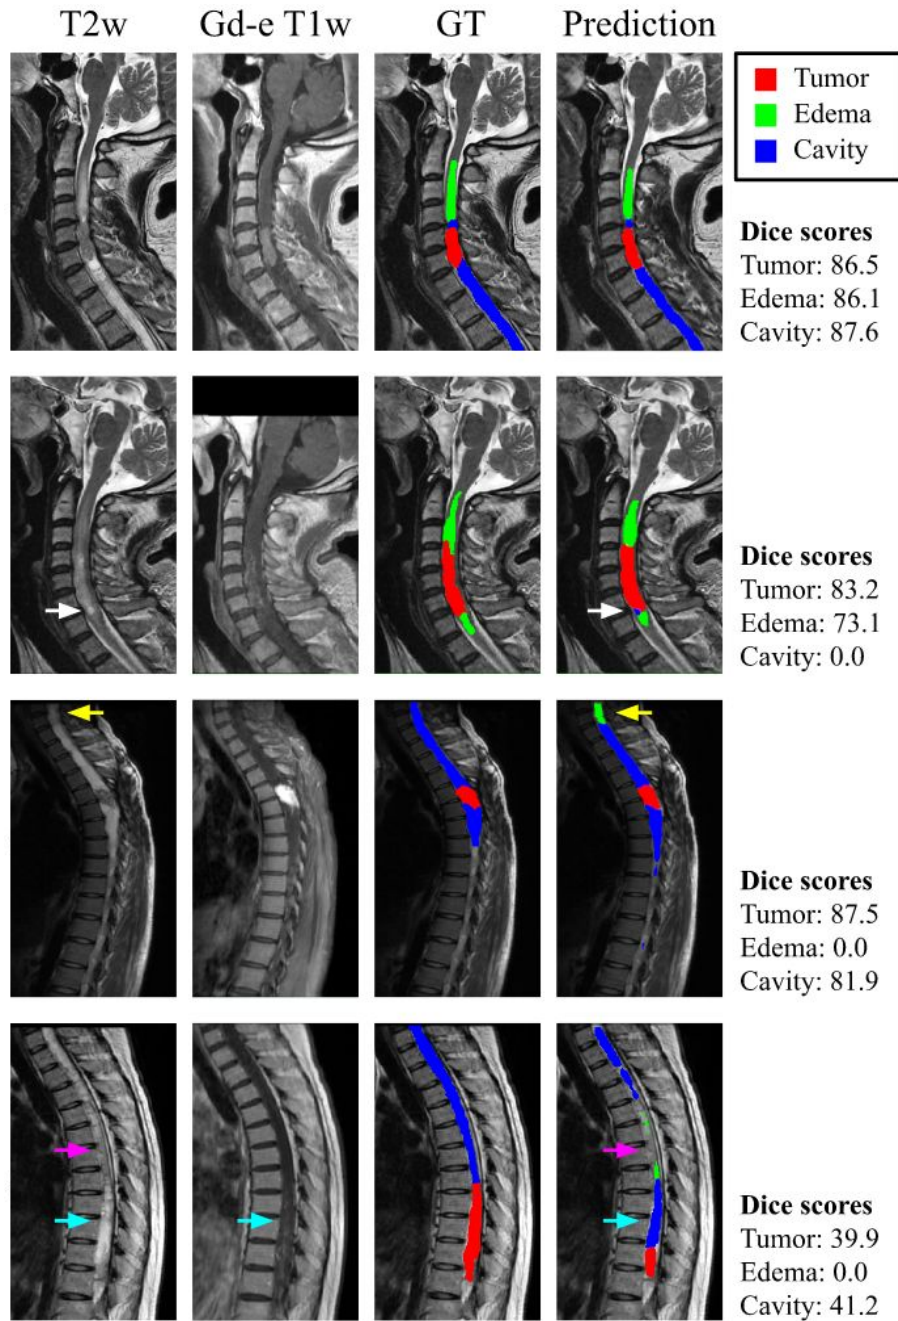 T2w Gd-e T1w GT Prediction
Tumor
Edema
Cavity
Dice scores
Tumor: 86.5
Edema: 86.1
Cavity: 87.6
Dice scores
Tumor: 83.2
Edema: 73.1
Cavity: 0.0
Dice scores
Tumor: 87.5
Edema: 0.0
Cavity: 81.9
Dice scores
Tumor: 39.9
Edema: 0.0
Cavity: 41.2